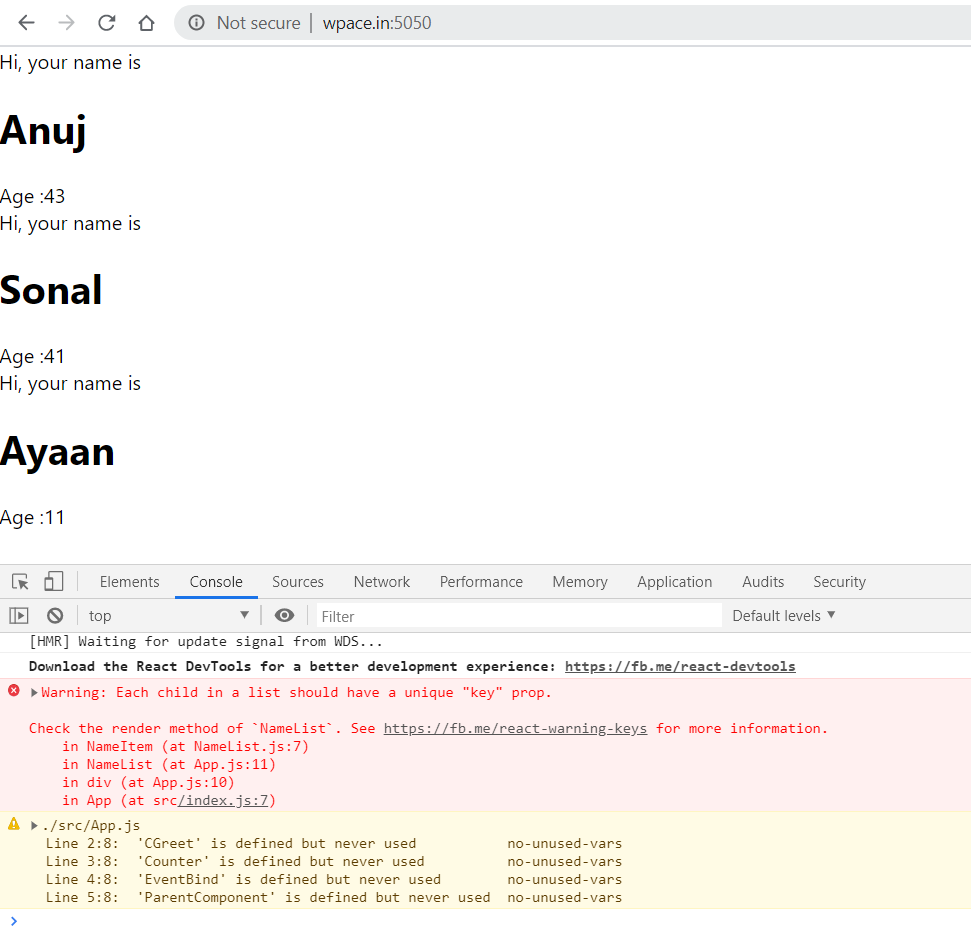 Not secure | wpace.in:5050
Hi, your name is
Anuj
Age :43
Hi, your name is
Sonal
Age :41
Hi, your name is
Ayaan
Age :11
Elements Console Sources Network Performance Memory Application Audits Security
top Filter Default levels
[HMR] Waiting for update signal from WDS...
Download the React DevTools for a better development experience: https://fb.me/react-devtools
Warning: Each child in a list should have a unique "key" prop.
Check the render method of `NameList`. See https://fb.me/react-warning-keys for more information.
in NameItem (at NameList.js:7)
in NameList (at App.js:11)
in div (at App.js:10)
in App (at src/index.js:7)
./src/App.js
Line 2:8: 'CGreet' is defined but never used no-unused-vars
Line 3:8: 'Counter' is defined but never used no-unused-vars
Line 4:8: 'EventBind' is defined but never used no-unused-vars
Line 5:8: 'ParentComponent' is defined but never used no-unused-vars